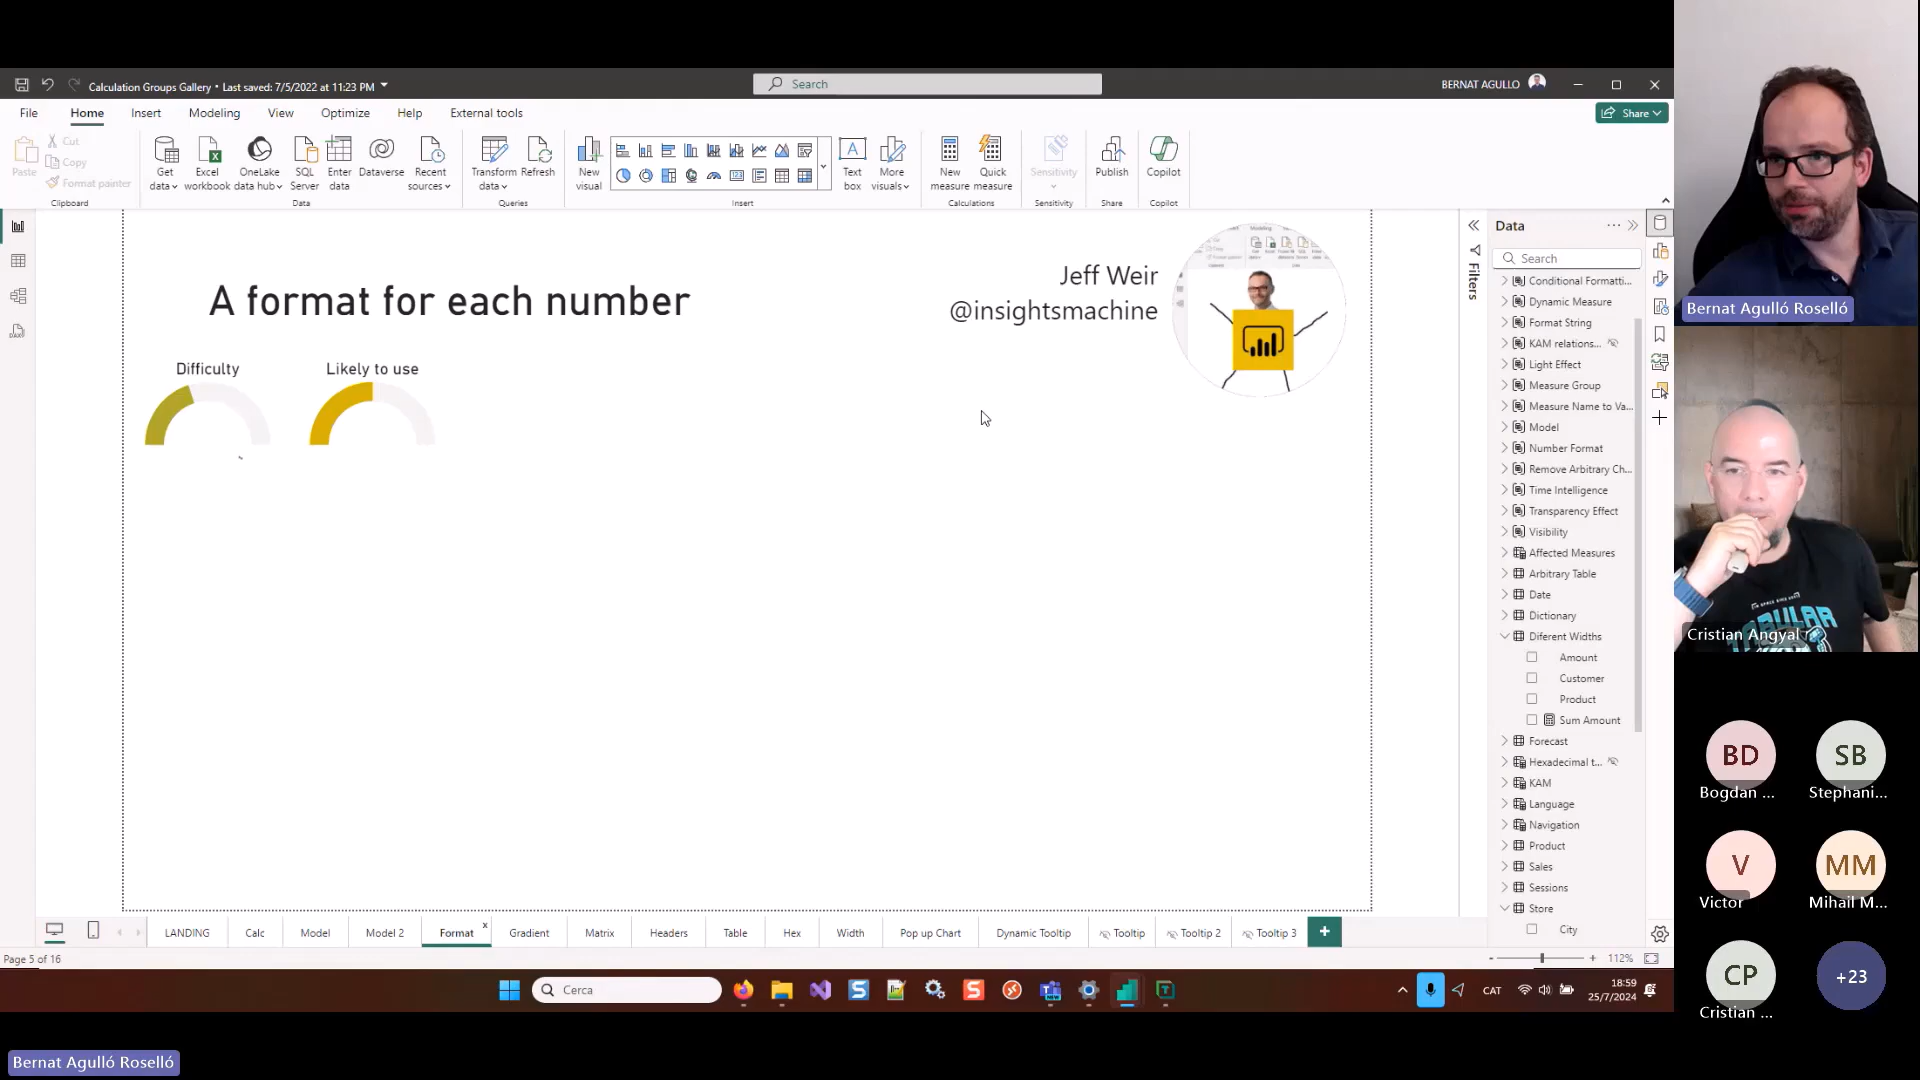 Calculation Groups Gallery • Last saved: 7/5/2022 at 11:23 PM
Search
BERNAT AGULLO
File
Home
Insert
Modeling
View
Optimize
Help
External tools
Share
Paste
Cut
Copy
Format painter
Get data
Excel workbook
OneLake data hub
SQL Server
Enter data
Dataverse
Recent sources
Transform data
Refresh
New visual
Text box
More visuals
New measure
Quick measure
Sensitivity
Publish
Copilot
Clipboard
Data
Queries
Insert
Calculations
Sensitivity
Share
Copilot
A format for each number
Jeff Weir
@insightsmachine
Difficulty
Likely to use
Filters
Data
Search
Conditional Formatti...
Dynamic Measure
Format String
KAM relations...
Light Effect
Measure Group
Measure Name to Va...
Model
Number Format
Remove Arbitrary Ch...
Time Intelligence
Transparency Effect
Visibility
Affected Measures
Arbitrary Table
Date
Dictionary
Diferent Widths
Amount
Customer
Product
Sum Amount
Forecast
Hexadecimal t...
KAM
Language
Navigation
Product
Sales
Sessions
Store
City
LANDING
Calc
Model
Model 2
Format
Gradient
Matrix
Headers
Table
Hex
Width
Pop up Chart
Dynamic Tooltip
Tooltip
Tooltip 2
Tooltip 3
Page 5 of 16
112%
Cerca
CAT
18:59
25/7/2024
Bernat Agulló Roselló
Cristian Angyal
BD
Bogdan ...
SB
Stephani...
V
Victor
MM
Mihail M...
CP
Cristian ...
+23
Bernat Agulló Roselló